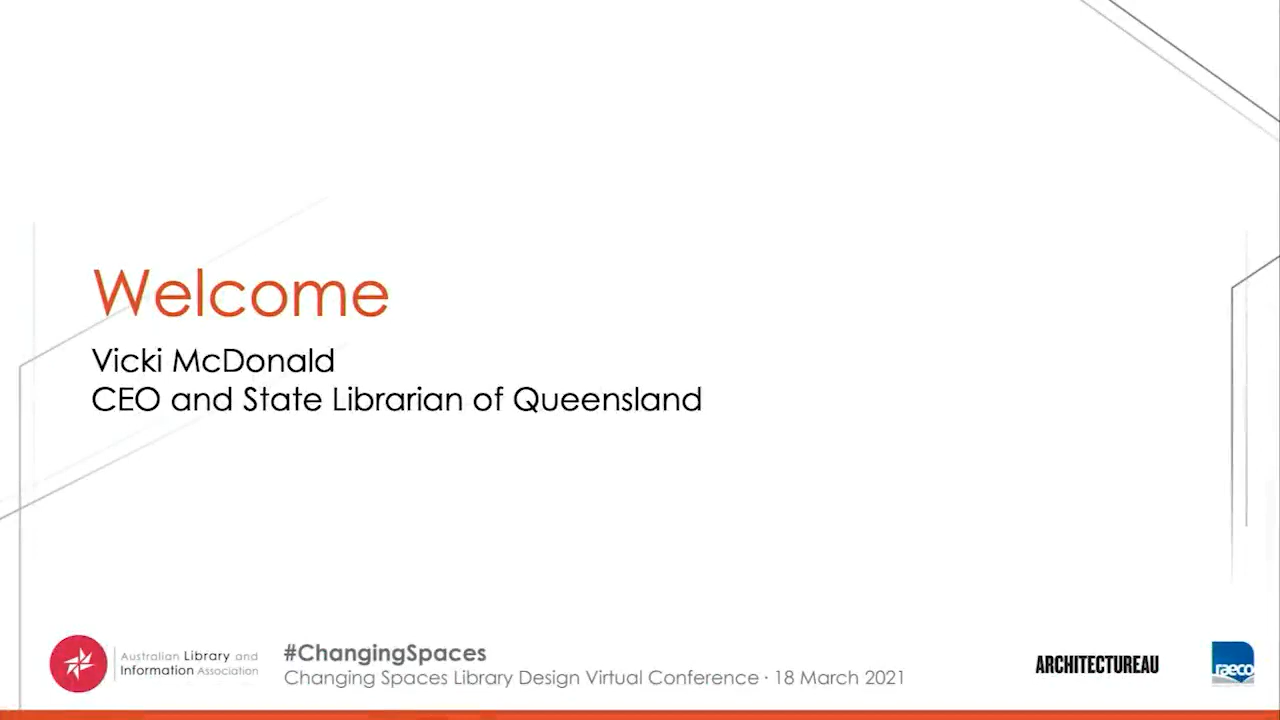 Welcome
Vicki McDonald
CEO and State Librarian of Queensland
Australian Library and
Information Association
#ChangingSpaces
Changing Spaces Library Design Virtual Conference · 18 March 2021
ARCHITECTUREAU
raeco